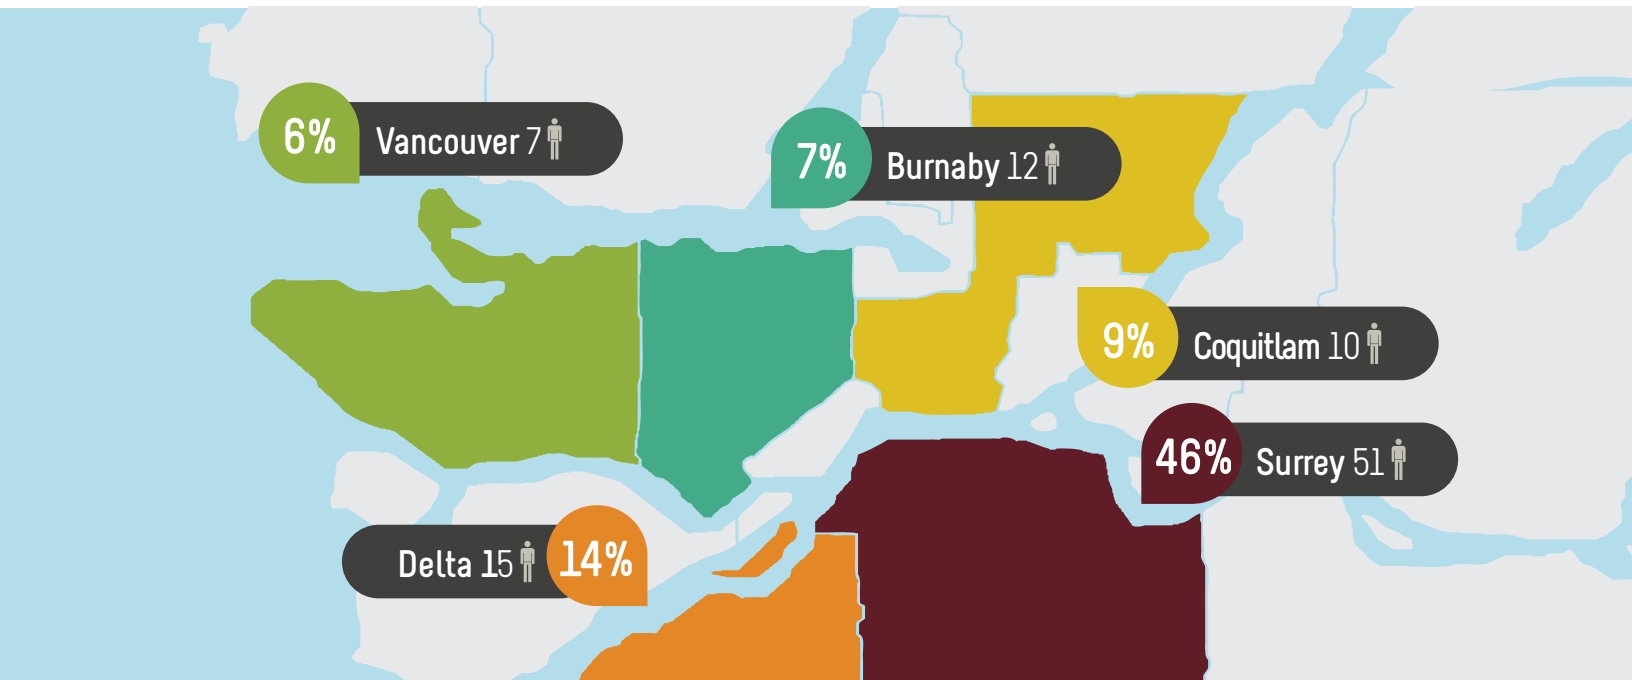 6% Vancouver 7
7% Burnaby 12
9% Coquitlam 10
46% Surrey 51
Delta 15 14%